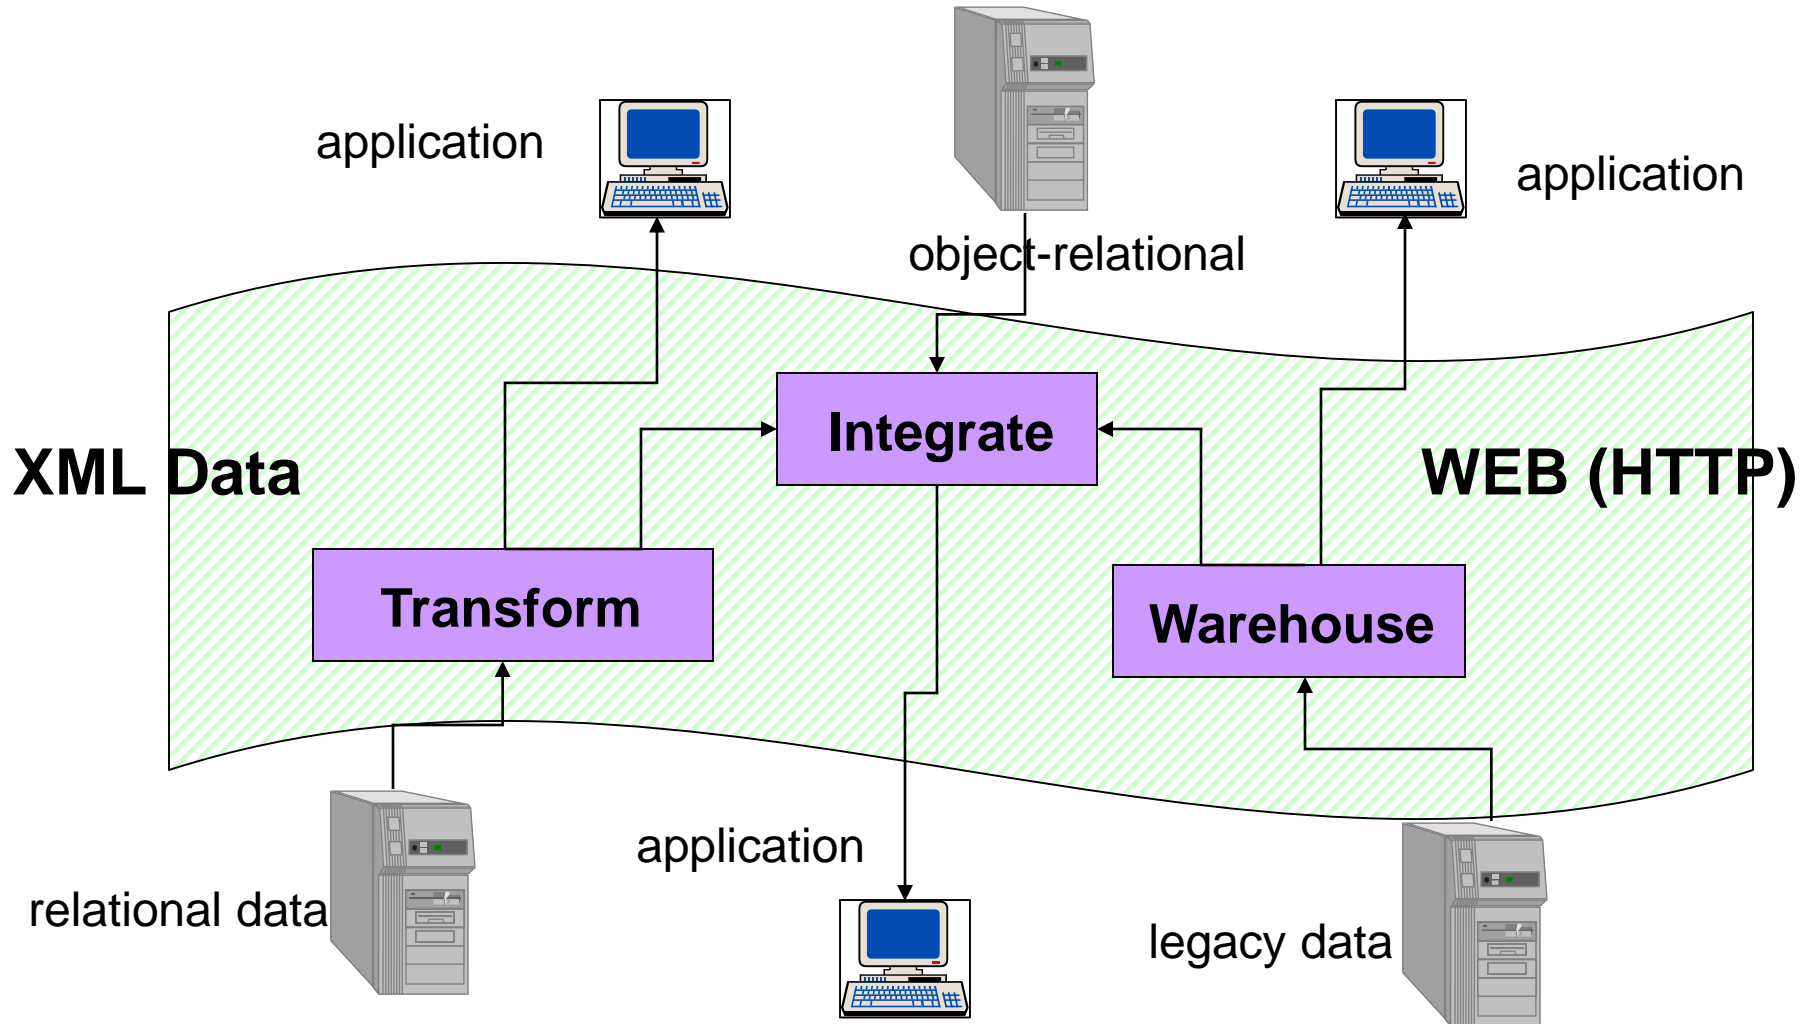 application
application
object-relational
Integrate
XML Data
WEB (HTTP)
Transform
Warehouse
application
relational data
legacy data